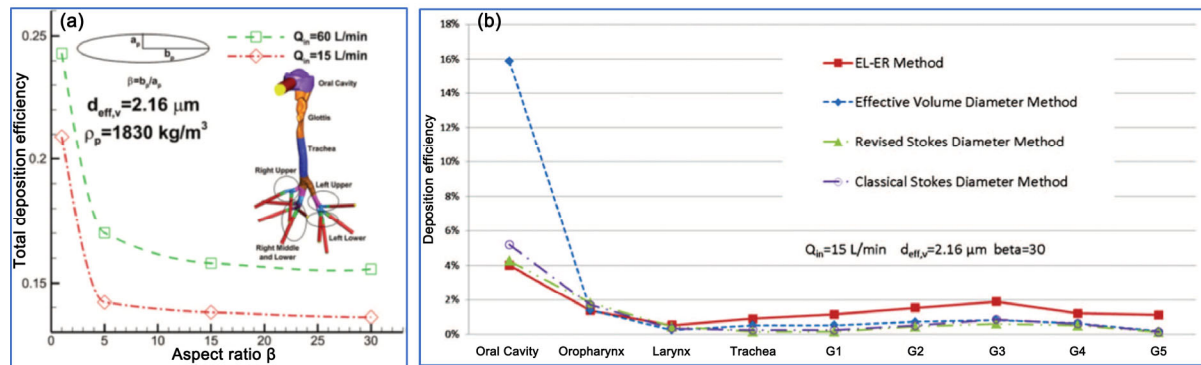 (a)
0.25
0.2
0.15
Total deposition efficiency
a_p
b_p
β=b_p/a_p
d_eff,v=2.16 μm
ρ_p=1830 kg/m³
Q_in=60 L/min
Q_in=15 L/min
Oral Cavity
Glottis
Trachea
Right Upper
Left Upper
Left Lower
Right Middle
and Lower
0 5 10 15 20 25 30
Aspect ratio β
(b)
18%
16%
14%
12%
10%
8%
6%
4%
2%
0%
Deposition efficiency
EL-ER Method
Effective Volume Diameter Method
Revised Stokes Diameter Method
Classical Stokes Diameter Method
Q_in=15 L/min d_eff,v=2.16 μm beta=30
Oral Cavity Oropharynx Larynx Trachea G1 G2 G3 G4 G5